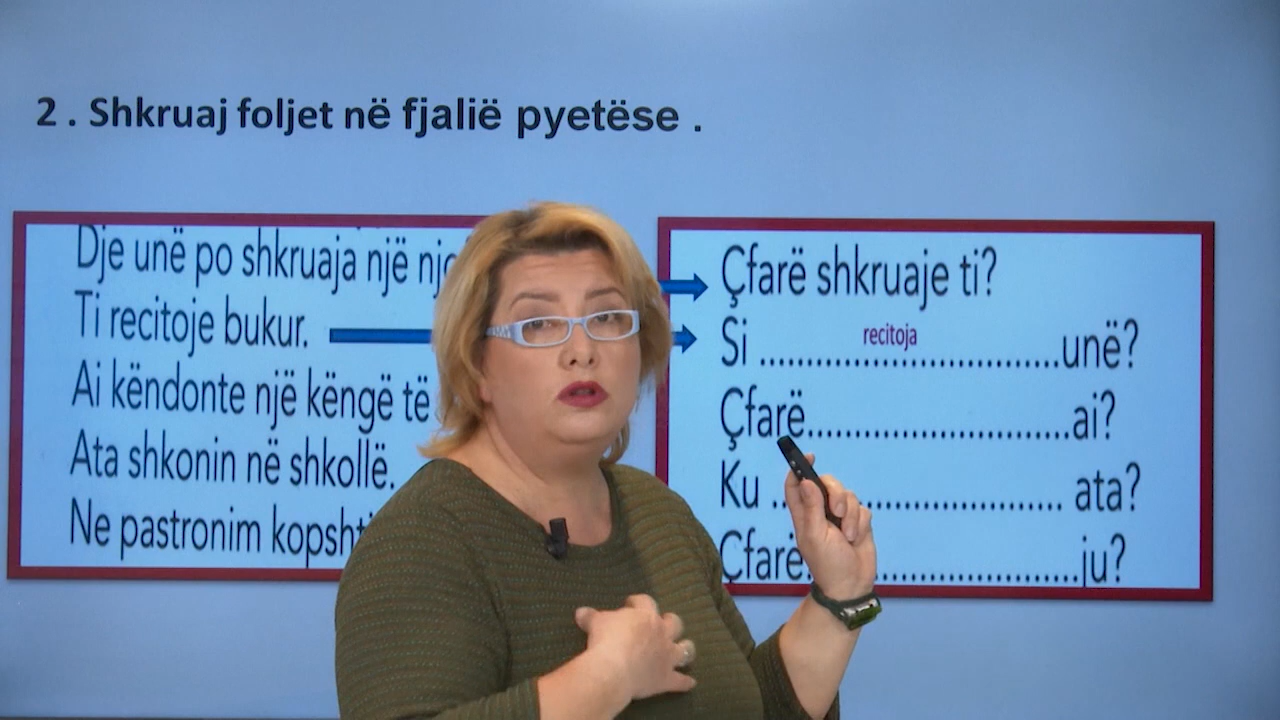 2 . Shkruaj foljet në fjalië pyetëse .
Dje unë po shkruaja një
Ti recitoje bukur.
Ai këndonte një këngë të
Ata shkonin në shkollë.
Ne pastronim
Çfarë shkruaje ti?
Si .......... recitoja ..........unë?
Çfarë..............................ai?
Ku .............................. ata?
Çfarë..............................ju?